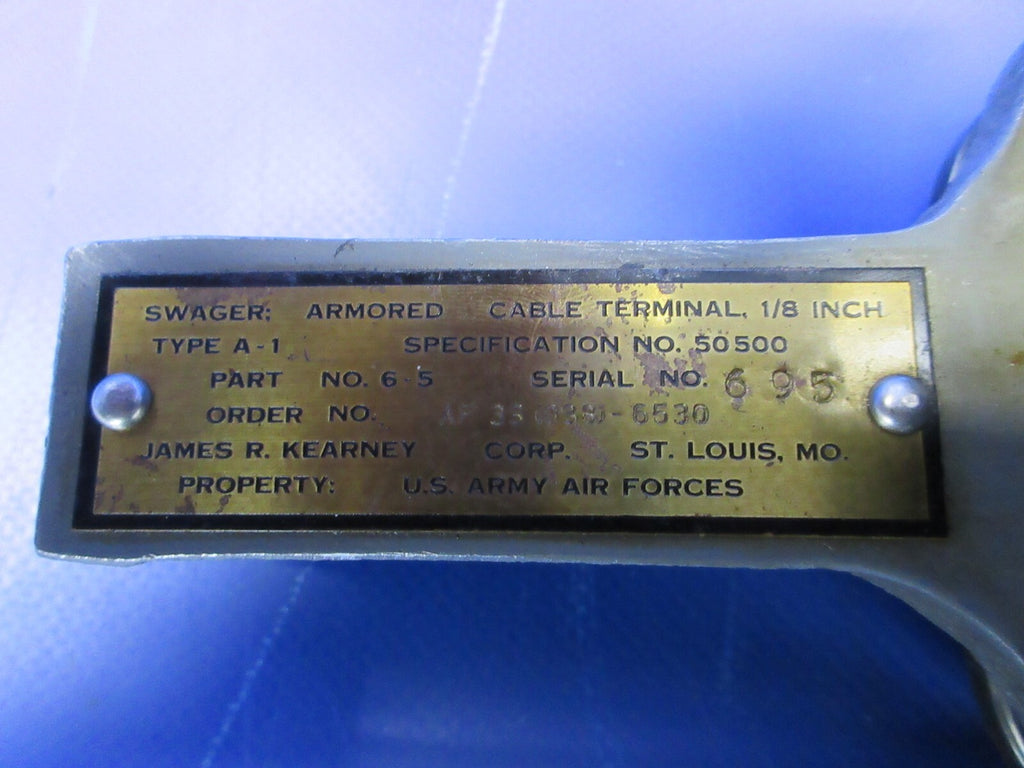 SWAGER; ARMORED CABLE TERMINAL, 1/8 INCH
TYPE A-1 SPECIFICATION NO. 50500
PART NO. 6-5 SERIAL NO. 695
ORDER NO.
JAMES R. KEARNEY CORP. ST. LOUIS, MO.
PROPERTY: U.S. ARMY AIR FORCES